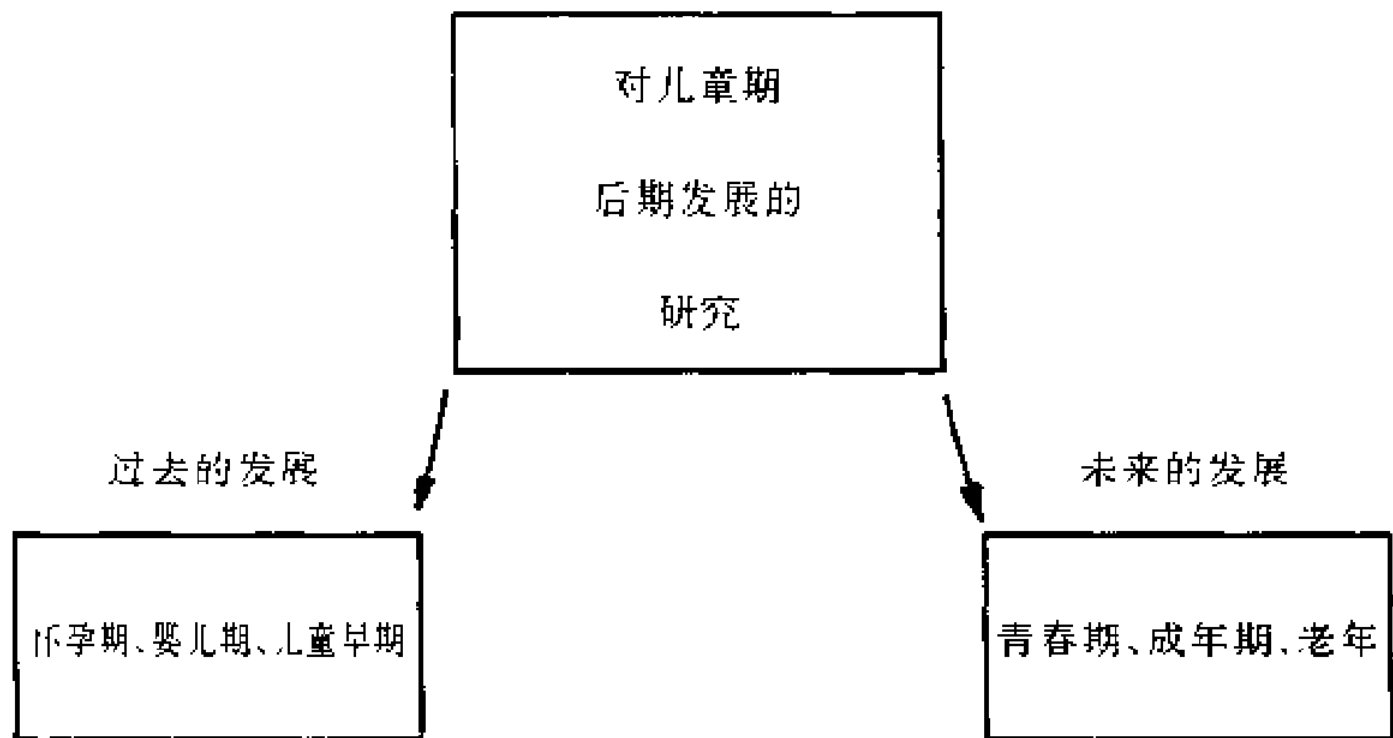 对儿童期
后期发展的
研究
过去的发展
未来的发展
怀孕期、婴儿期、儿童早期
青春期、成年期、老年